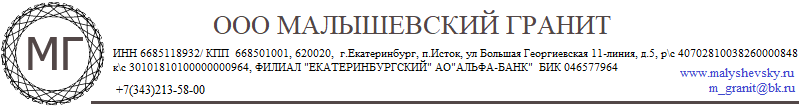 ООО МАЛЫШЕВСКИЙ ГРАНИТ
МГ
ИНН 6685118932/ КПП 668501001, 620020, г.Екатеринбург, п.Исток, ул Большая Георгиевская 11-линия, д.5, р\с 40702810038260000848
к\с 30101810100000000964, ФИЛИАЛ "ЕКАТЕРИНБУРГСКИЙ" АО"АЛЬФА-БАНК" БИК 046577964
www.malyshevsky.ru
+7(343)213-58-00
m_granit@bk.ru